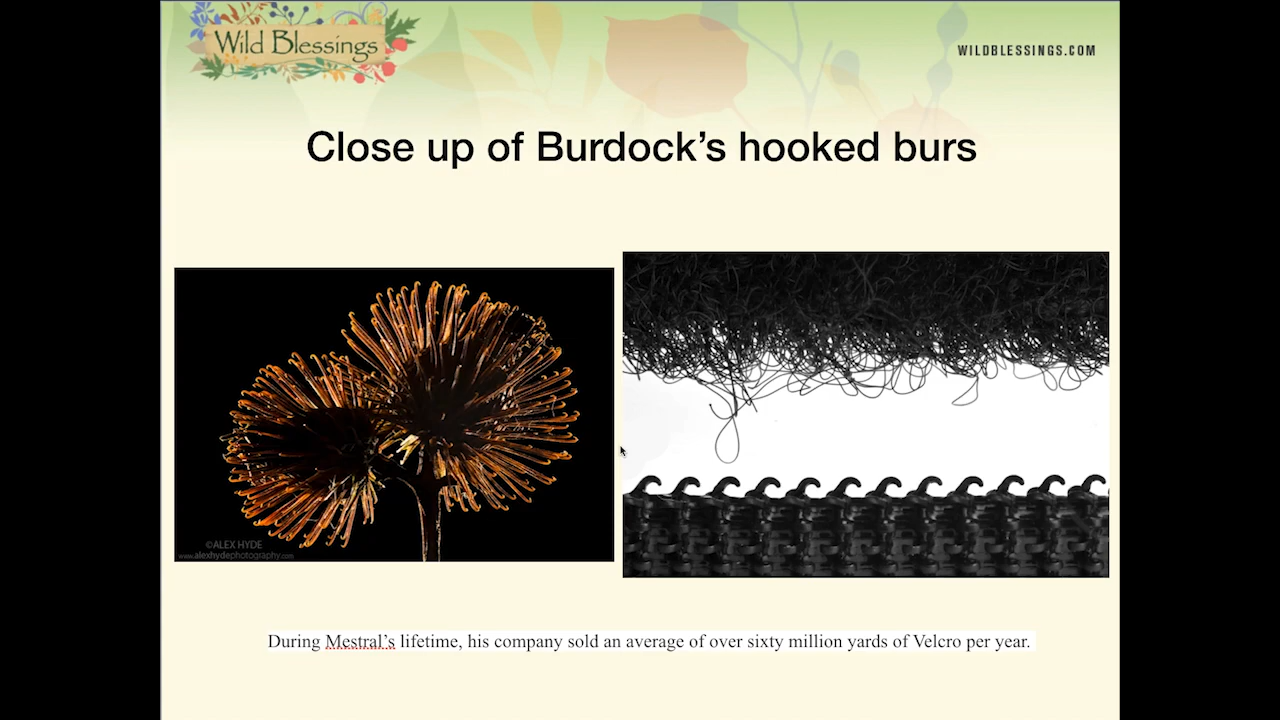 Wild Blessings
WILDBLESSINGS.COM
Close up of Burdock’s hooked burs
©ALEX HYDE
www.alexhydephotography.com
During Mestral’s lifetime, his company sold an average of over sixty million yards of Velcro per year.